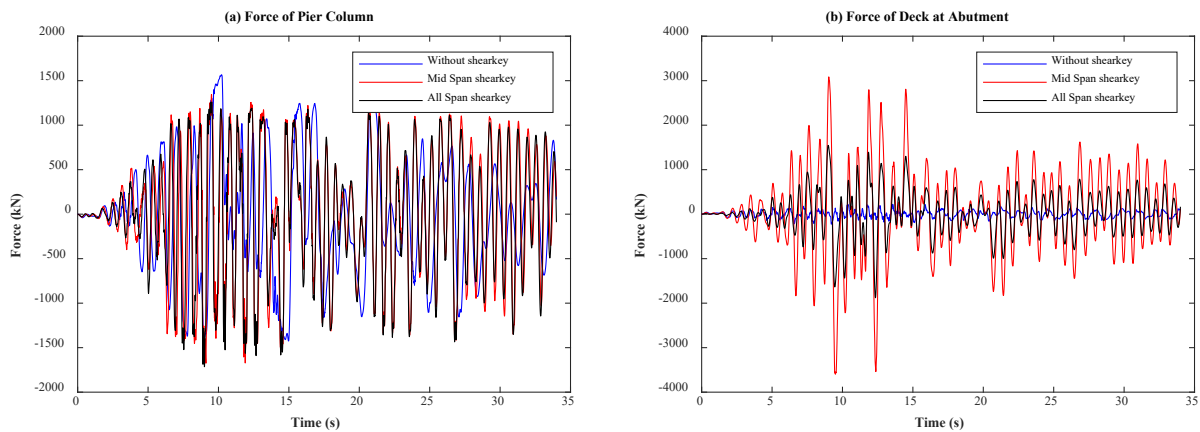 (a) Force of Pier Column
2000
1500
1000
500
0
-500
-1000
-1500
-2000
Force (kN)
Without shearkey
Mid Span shearkey
All Span shearkey
0 5 10 15 20 25 30 35
Time (s)
(b) Force of Deck at Abutment
4000
3000
2000
1000
0
-1000
-2000
-3000
-4000
Force (kN)
Without shearkey
Mid Span shearkey
All Span shearkey
0 5 10 15 20 25 30 35
Time (s)